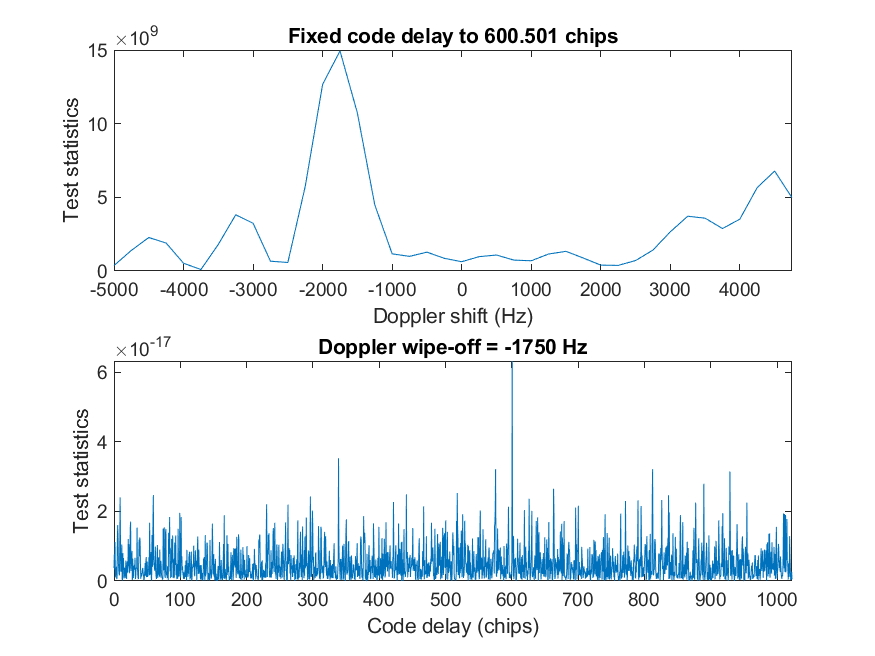 ×10⁹
Fixed code delay to 600.501 chips
15
10
5
0
Test statistics
-5000 -4000 -3000 -2000 -1000 0 1000 2000 3000 4000
Doppler shift (Hz)
×10⁻¹⁷
Doppler wipe-off = -1750 Hz
6
4
2
0
Test statistics
0 100 200 300 400 500 600 700 800 900 1000
Code delay (chips)